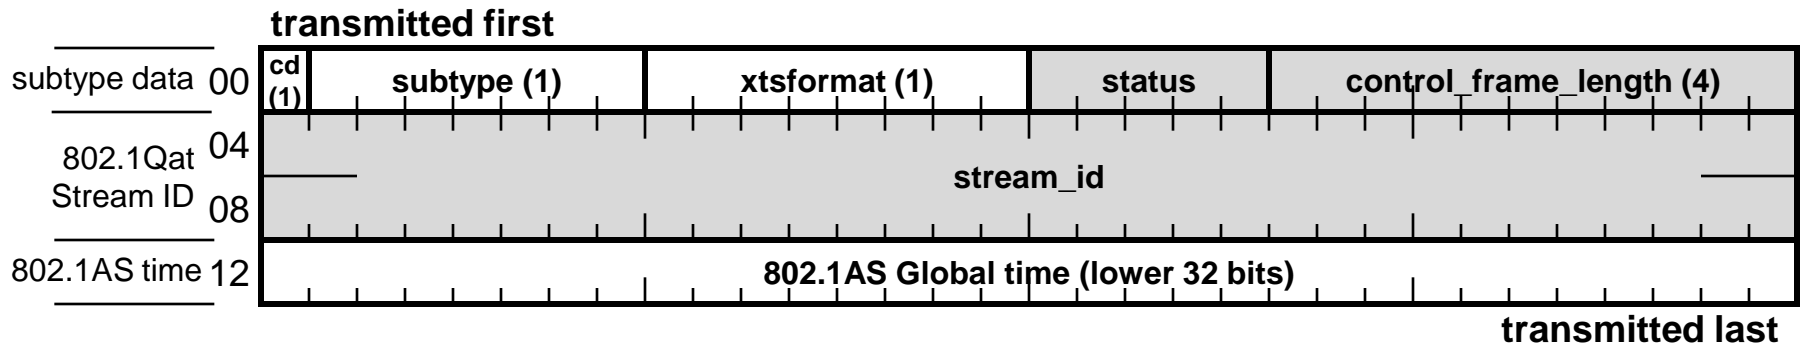 transmitted first
subtype data 00 cd (1) subtype (1) xtsformat (1) status control_frame_length (4)
802.1Qat 04
Stream ID 08
stream_id
802.1AS time 12 802.1AS Global time (lower 32 bits)
transmitted last